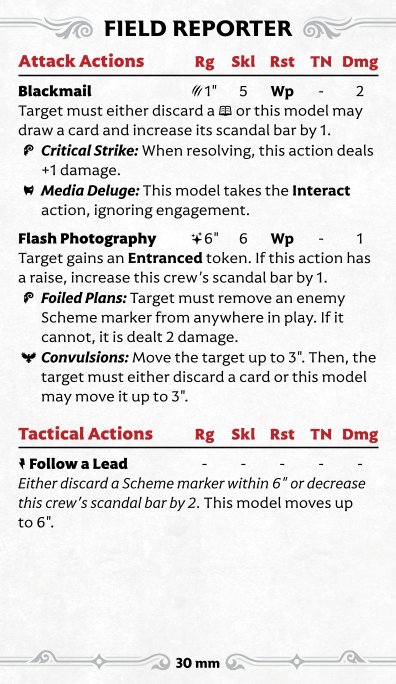 FIELD REPORTER
Attack Actions Rg Skl Rst TN Dmg
Blackmail 1" 5 Wp - 2
Target must either discard a or this model may
draw a card and increase its scandal bar by 1.
Critical Strike: When resolving, this action deals
+1 damage.
Media Deluge: This model takes the Interact
action, ignoring engagement.
Flash Photography 6" 6 Wp - 1
Target gains an Entranced token. If this action has
a raise, increase this crew's scandal bar by 1.
Foiled Plans: Target must remove an enemy
Scheme marker from anywhere in play. If it
cannot, it is dealt 2 damage.
Convulsions: Move the target up to 3". Then, the
target must either discard a card or this model
may move it up to 3".
Tactical Actions Rg Skl Rst TN Dmg
Follow a Lead - - - - -
Either discard a Scheme marker within 6" or decrease
this crew's scandal bar by 2. This model moves up
to 6".
30 mm